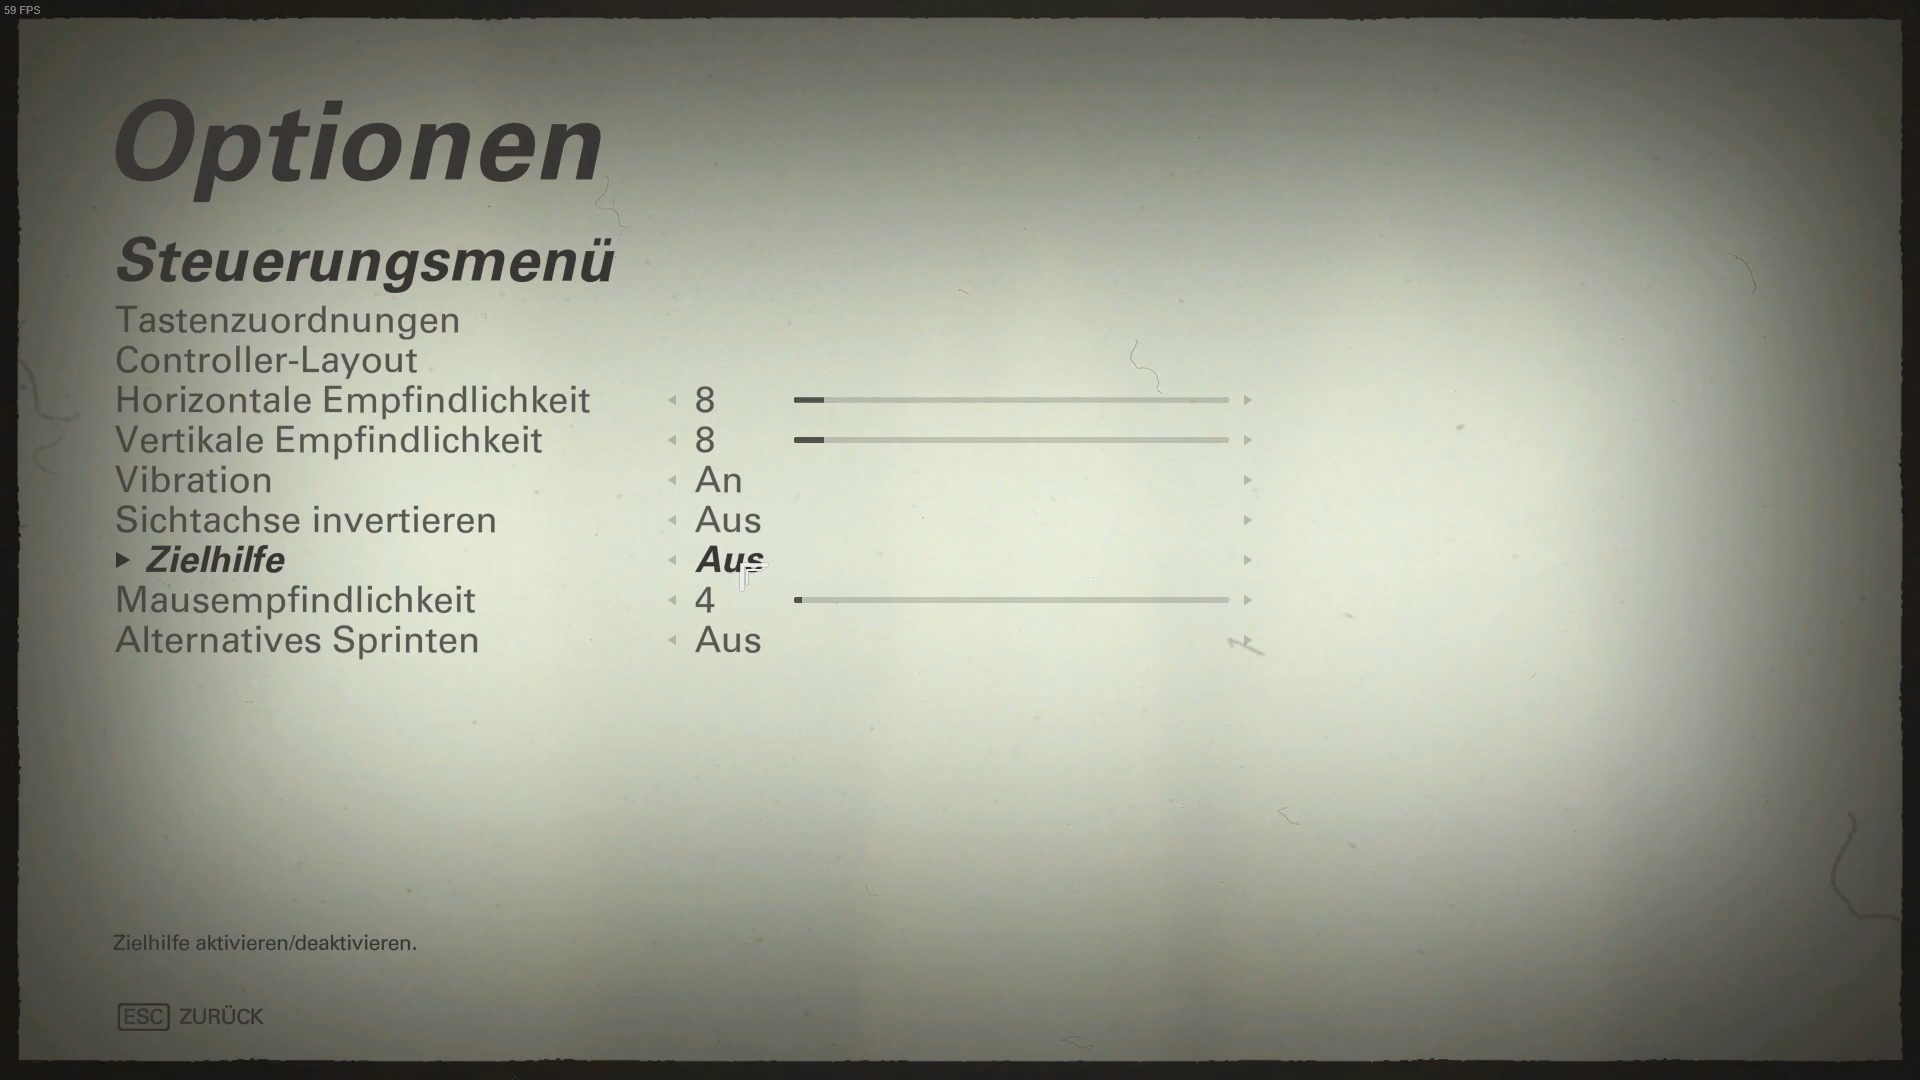 59 FPS
Optionen
Steuerungsmenü
Tastenzuordnungen
Controller-Layout
Horizontale Empfindlichkeit 8
Vertikale Empfindlichkeit 8
Vibration An
Sichtachse invertieren Aus
Zielhilfe Aus
Mausempfindlichkeit 4
Alternatives Sprinten Aus
Zielhilfe aktivieren/deaktivieren.
ESC ZURÜCK